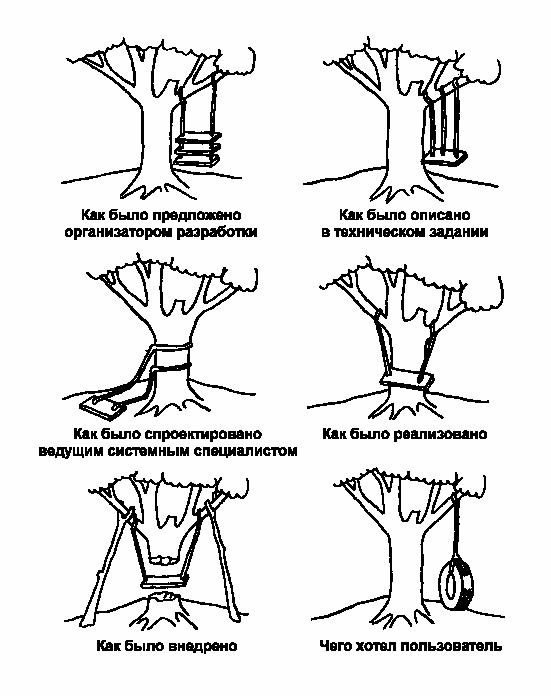 Как было предложено
организатором разработки
Как было описано
в техническом задании
Как было спроектировано
ведущим системным специалистом
Как было реализовано
Как было внедрено
Чего хотел пользователь